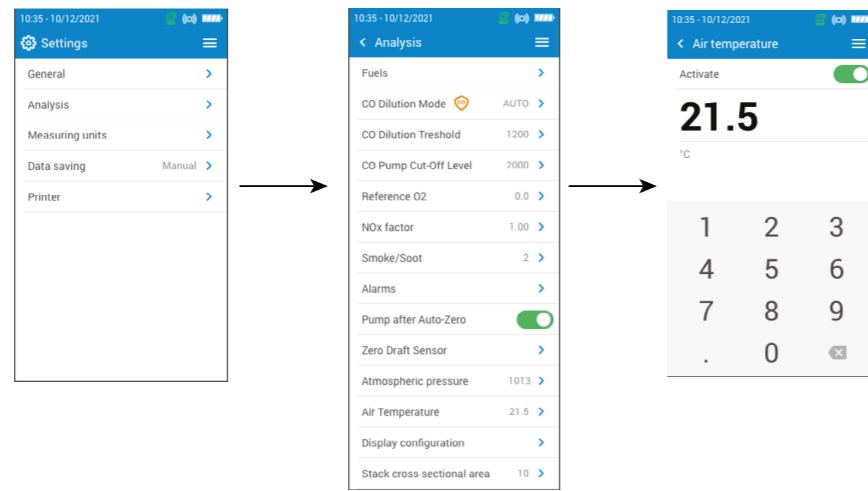 10:35 - 10/12/2021
Settings
General
Analysis
Measuring units
Data saving Manual
Printer
10:35 - 10/12/2021
Analysis
Fuels
CO Dilution Mode AUTO
CO Dilution Treshold 1200
CO Pump Cut-Off Level 2000
Reference O2 0.0
NOx factor 1.00
Smoke/Soot 2
Alarms
Pump after Auto-Zero
Zero Draft Sensor
Atmospheric pressure 1013
Air Temperature 21.5
Display configuration
Stack cross-sectional area 10
10:35 - 10/12/2021
Air temperature
Activate
21.5
°C
1 2 3
4 5 6
7 8 9
. 0